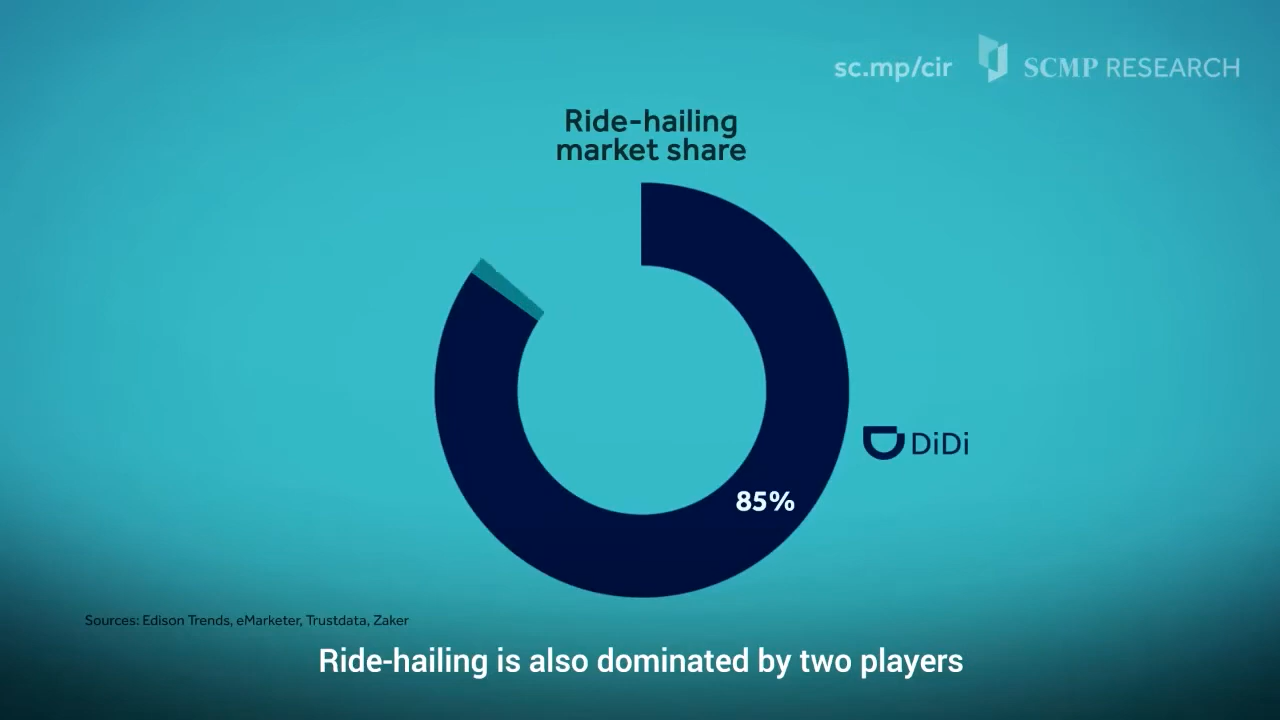 sc.mp/cir SCMP RESEARCH
Ride-hailing
market share
DiDi
85%
Sources: Edison Trends, eMarketer, Trustdata, Zaker
Ride-hailing is also dominated by two players